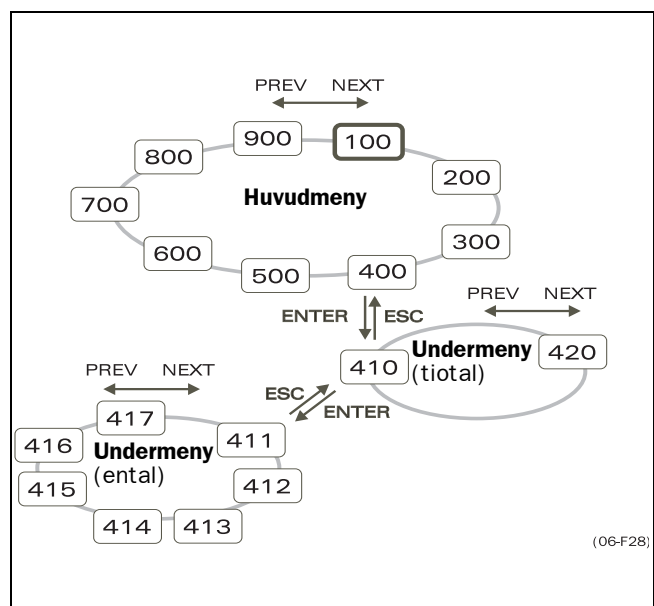 PREV NEXT
900 100
800
200
700
Huvudmeny
300
600
500 400
ENTER ESC
PREV NEXT
420
410
Undermeny
(tiotal)
PREV NEXT
ESC
ENTER
417
411
416
Undermeny
(ental)
415
412
414 413
(06-F28)